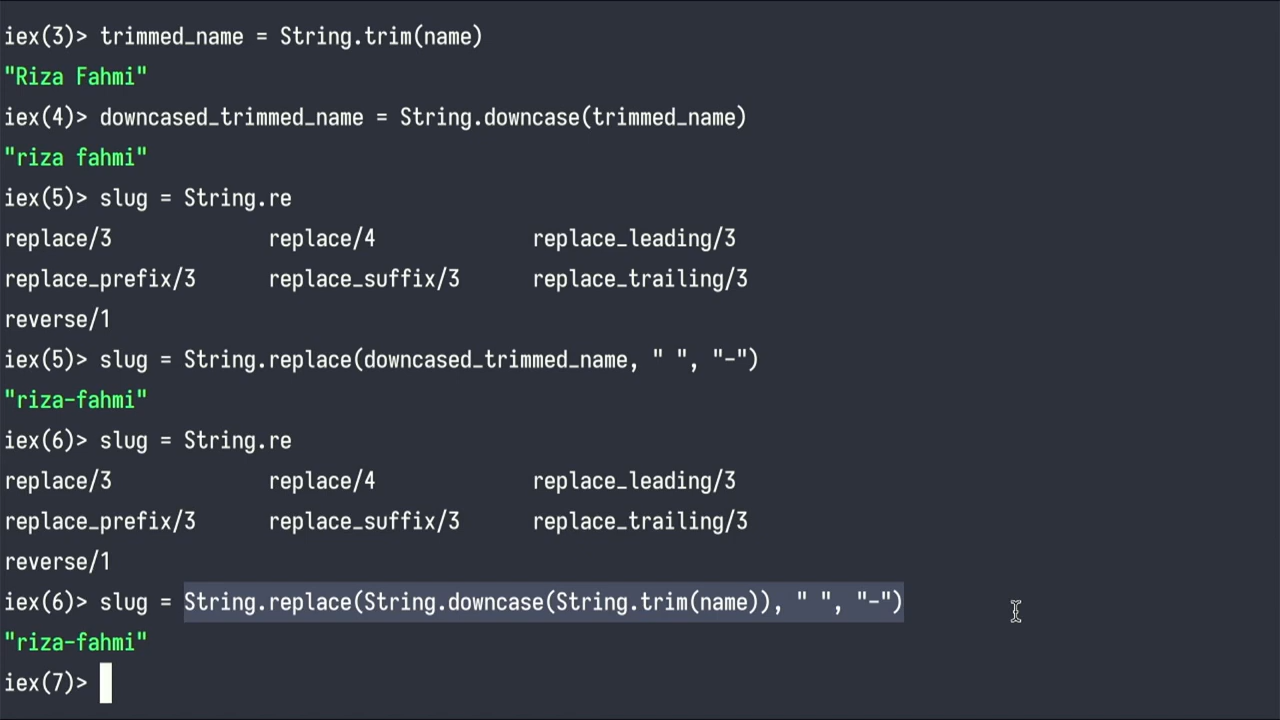 iex(3)> trimmed_name = String.trim(name)
"Riza Fahmi"
iex(4)> downcased_trimmed_name = String.downcase(trimmed_name)
"riza fahmi"
iex(5)> slug = String.re
replace/3 replace/4 replace_leading/3
replace_prefix/3 replace_suffix/3 replace_trailing/3
reverse/1
iex(5)> slug = String.replace(downcased_trimmed_name, " ", "-")
"riza-fahmi"
iex(6)> slug = String.re
replace/3 replace/4 replace_leading/3
replace_prefix/3 replace_suffix/3 replace_trailing/3
reverse/1
iex(6)> slug = String.replace(String.downcase(String.trim(name)), " ", "-")
"riza-fahmi"
iex(7)>